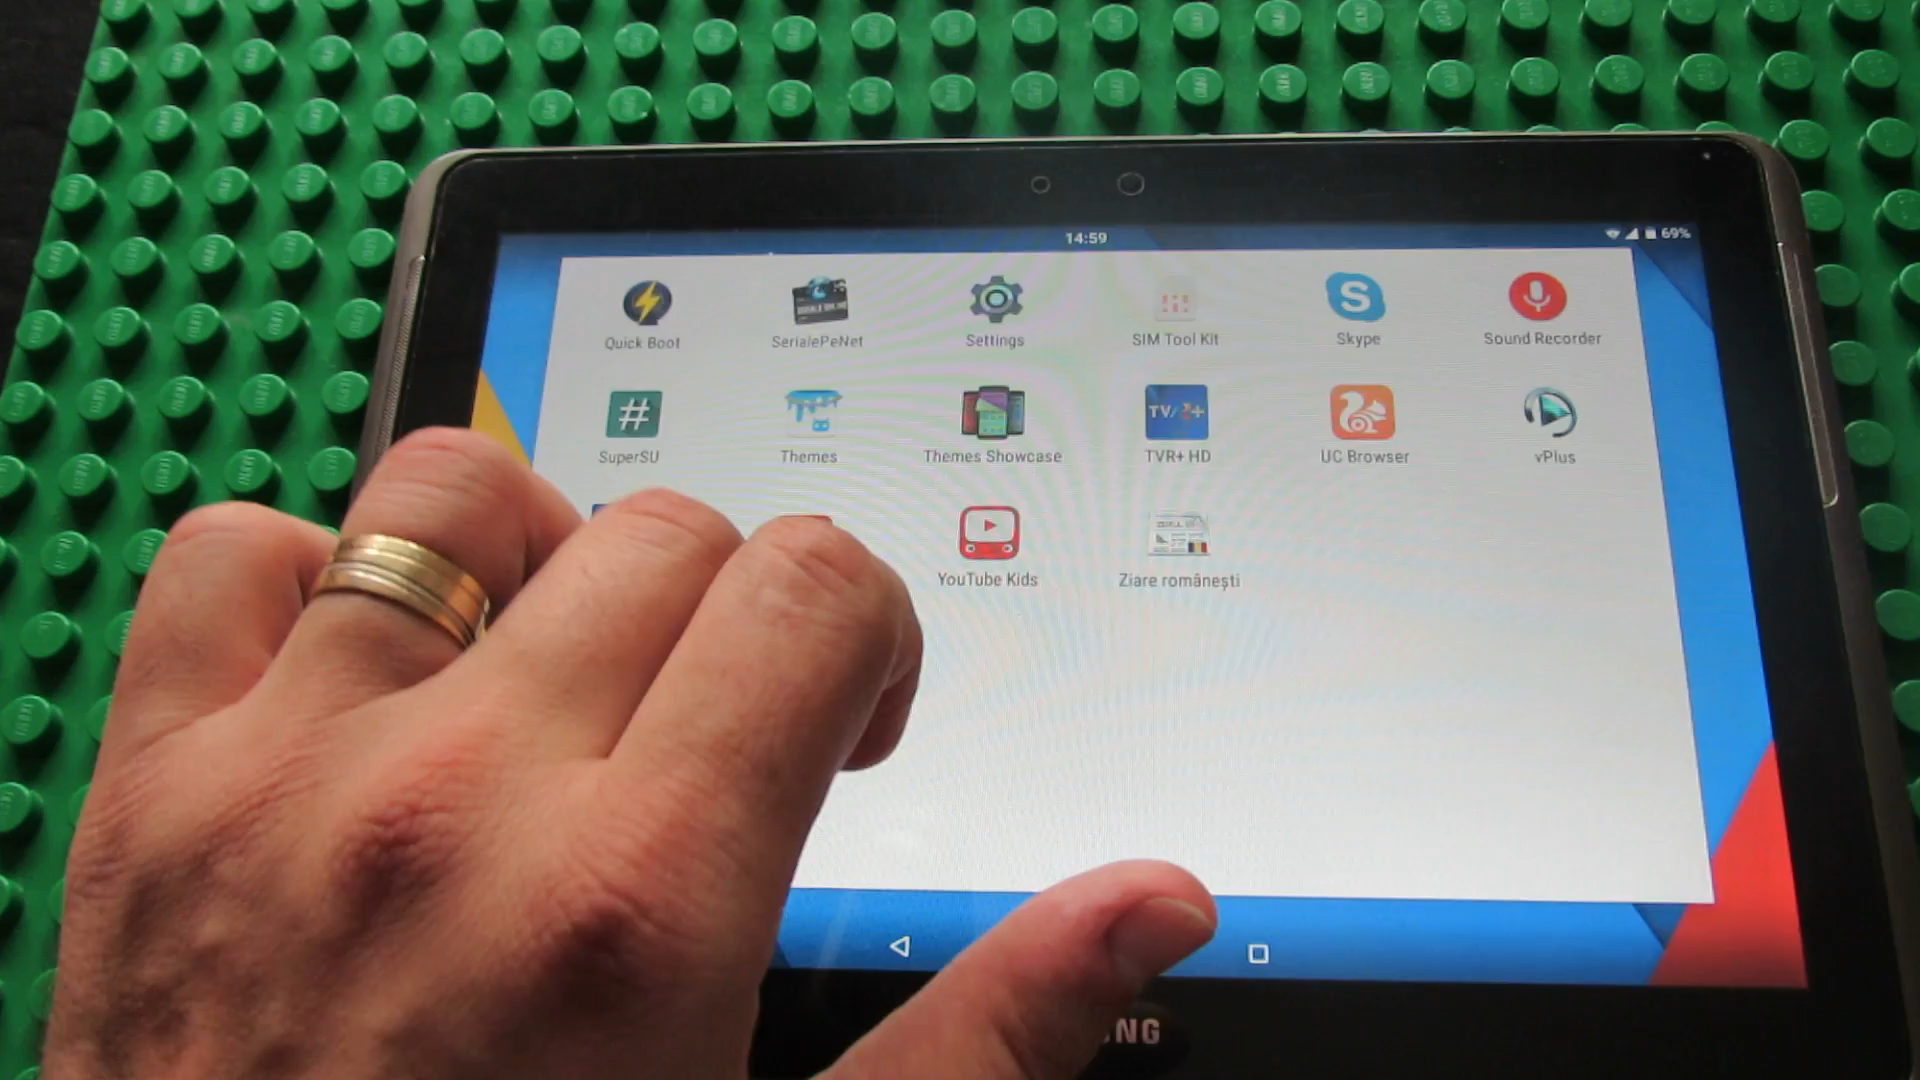 14:59
69%
Quick Boot
SerialePeNet
Settings
SIM Tool Kit
Skype
Sound Recorder
SuperSU
Themes
Themes Showcase
TV/
TVR+ HD
UC Browser
vPlus
YouTube Kids
Ziare românești
NG